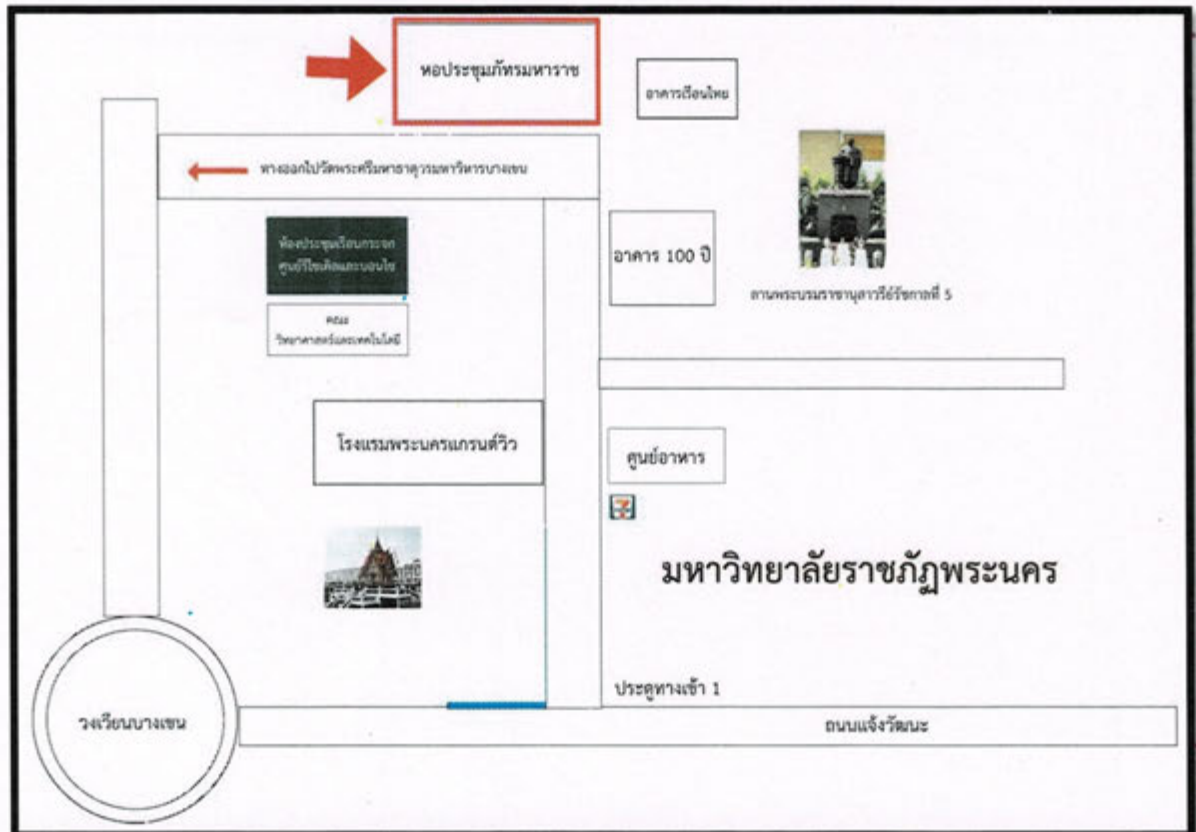 หอประชุมภัทรมหาราช
อาคารเรือนไทย
ทางออกไปวัดพระศรีมหาธาตุวรมหาวิหารบางเขน
ห้องประชุมเรือนกระจก
ศูนย์รีไซเคิลและบอนไซ
อาคาร 100 ปี
ลานพระบรมราชานุสาวรีย์รัชกาลที่ 5
คณะ
วิทยาศาสตร์และเทคโนโลยี
โรงแรมพระนครแกรนด์วิว
ศูนย์อาหาร
7
มหาวิทยาลัยราชภัฏพระนคร
ประตูทางเข้า 1
วงเวียนบางเขน
ถนนแจ้งวัฒนะ